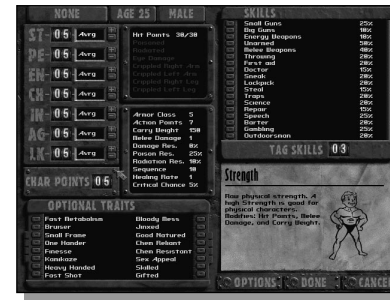 NONE AGE 25 MALE
ST- 05 Avrg
PE- 05 Avrg
EN- 05 Avrg
CH- 05 Avrg
IN- 05 Avrg
AG- 05 Avrg
LK- 05 Avrg
CHAR POINTS 05
Hit Points 30/30
Poisoned
Radiated
Eye Damage
Crippled Right Arm
Crippled Left Arm
Crippled Right Leg
Crippled Left Leg
Armor Class 5
Action Points 7
Carry Weight 150
Melee Damage 1
Damage Res. 0%
Poison Res. 25%
Radiation Res. 10%
Sequence 10
Healing Rate 1
Critical Chance 5%
OPTIONAL TRAITS
Fast Metabolism Bloody Mess
Bruiser Jinxed
Small Frame Good Natured
One Hander Chem Reliant
Finesse Chem Resistant
Kamikaze Sex Appeal
Heavy Handed Skilled
Fast Shot Gifted
SKILLS
Small Guns 25%
Big Guns 10%
Energy Weapons 10%
Unarmed 50%
Melee Weapons 40%
Throwing 20%
First Aid 20%
Doctor 15%
Sneak 20%
Lockpick 20%
Steal 15%
Traps 20%
Science 20%
Repair 15%
Speech 25%
Barter 20%
Gambling 25%
Outdoorsman 20%
TAG SKILLS 03
Strength
Raw physical strength. A
high Strength is good for
physical characters.
Modifies: Hit Points, Melee
Damage, and Carry Weight.
OPTIONS DONE CANCE